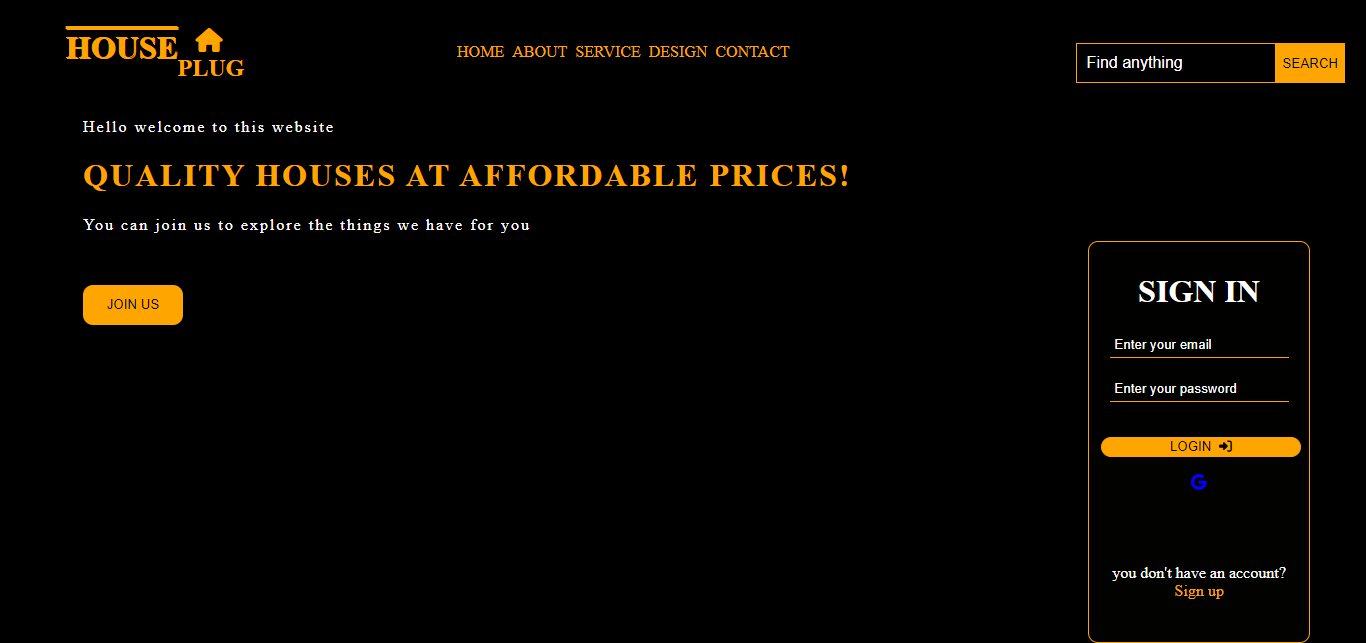 HOUSE
PLUG
HOME ABOUT SERVICE DESIGN CONTACT
Find anything
SEARCH
Hello welcome to this website
QUALITY HOUSES AT AFFORDABLE PRICES!
You can join us to explore the things we have for you
JOIN US
SIGN IN
Enter your email
Enter your password
LOGIN
G
you don't have an account?
Sign up